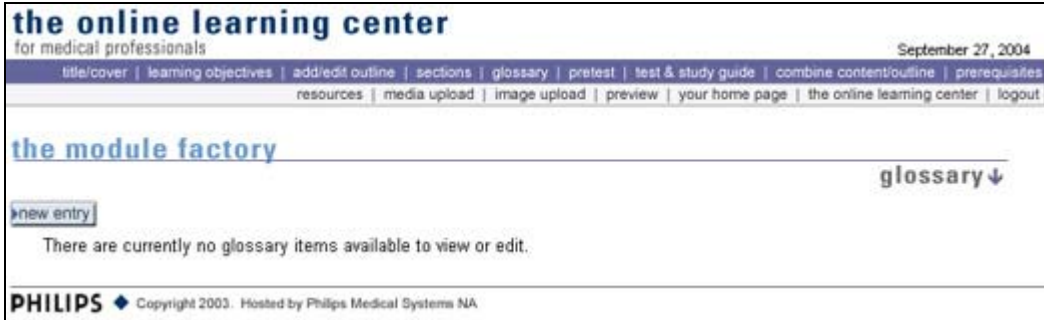 the online learning center
for medical professionals
September 27, 2004
title/cover | learning objectives | add/edit outline | sections | glossary | pretest | test & study guide | combine content/outline | prerequisites
resources | media upload | image upload | preview | your home page | the online learning center | logout
the module factory
glossary
new entry
There are currently no glossary items available to view or edit.
PHILIPS Copyright 2003. Hosted by Philips Medical Systems NA